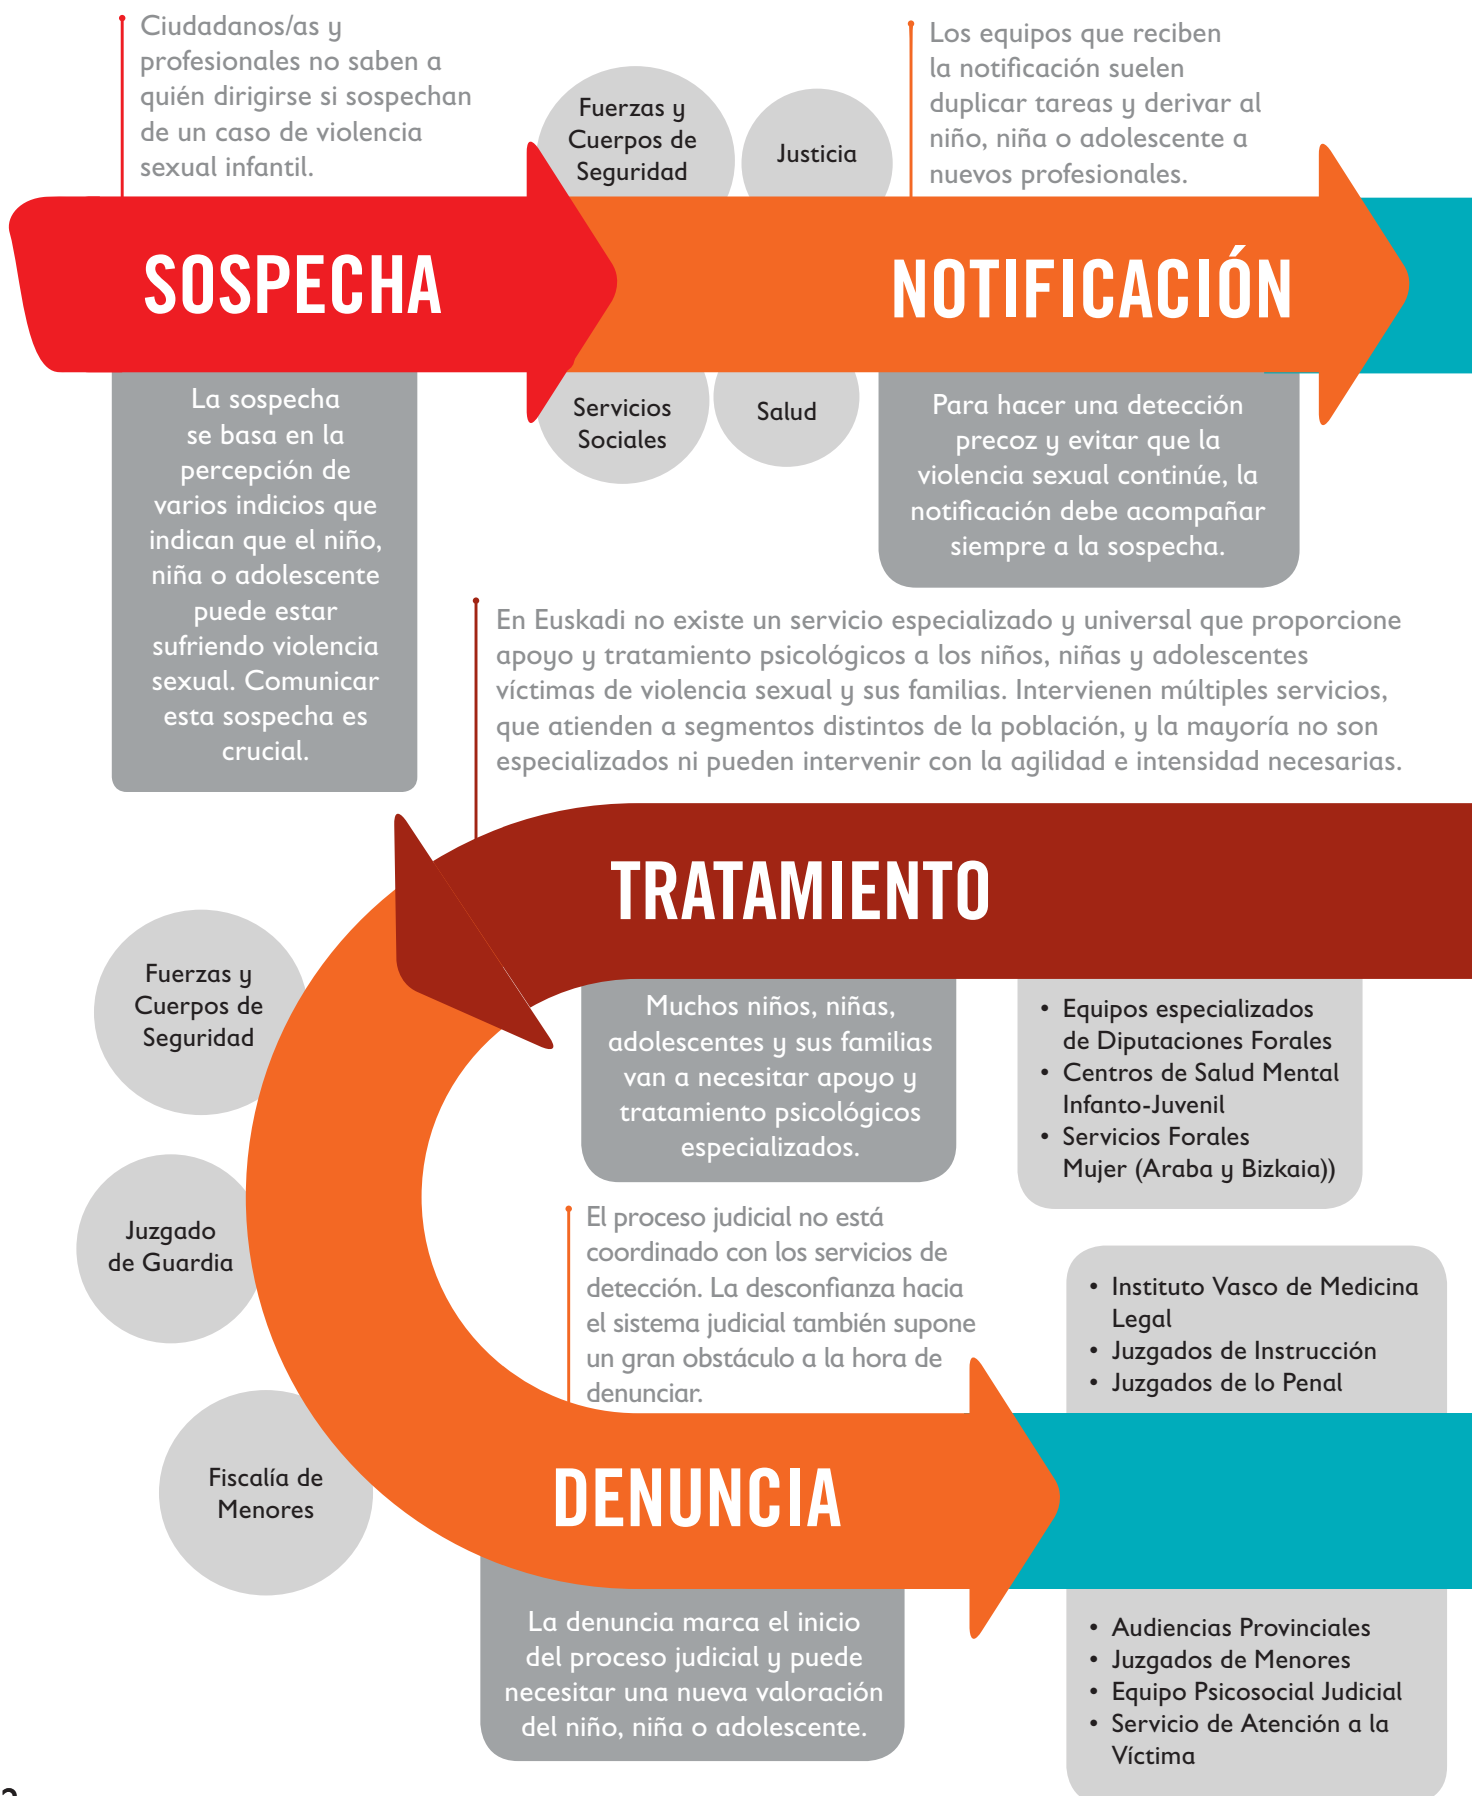 Ciudadanos/as y
profesionales no saben a
quién dirigirse si sospechan
de un caso de violencia
sexual infantil.
Fuerzas y
Cuerpos de
Seguridad
Justicia
Los equipos que reciben
la notificación suelen
duplicar tareas y derivar al
niño, niña o adolescente a
nuevos profesionales.
SOSPECHA
NOTIFICACIÓN
La sospecha
se basa en la
percepción de
varios indicios que
indican que el niño,
niña o adolescente
puede estar
sufriendo violencia
sexual. Comunicar
esta sospecha es
crucial.
Servicios
Sociales
Salud
Para hacer una detección
precoz y evitar que la
violencia sexual continúe, la
notificación debe acompañar
siempre a la sospecha.
En Euskadi no existe un servicio especializado y universal que proporcione
apoyo y tratamiento psicológicos a los niños, niñas y adolescentes
víctimas de violencia sexual y sus familias. Intervienen múltiples servicios,
que atienden a segmentos distintos de la población, y la mayoría no son
especializados ni pueden intervenir con la agilidad e intensidad necesarias.
TRATAMIENTO
Fuerzas y
Cuerpos de
Seguridad
Muchos niños, niñas,
adolescentes y sus familias
van a necesitar apoyo y
tratamiento psicológicos
especializados.
• Equipos especializados
de Diputaciones Forales
• Centros de Salud Mental
Infanto-Juvenil
• Servicios Forales
Mujer (Araba y Bizkaia))
Juzgado
de Guardia
El proceso judicial no está
coordinado con los servicios de
detección. La desconfianza hacia
el sistema judicial también supone
un gran obstáculo a la hora de
denunciar.
• Instituto Vasco de Medicina
Legal
• Juzgados de Instrucción
• Juzgados de lo Penal
Fiscalía de
Menores
DENUNCIA
La denuncia marca el inicio
del proceso judicial y puede
necesitar una nueva valoración
del niño, niña o adolescente.
• Audiencias Provinciales
• Juzgados de Menores
• Equipo Psicosocial Judicial
• Servicio de Atención a la
Víctima